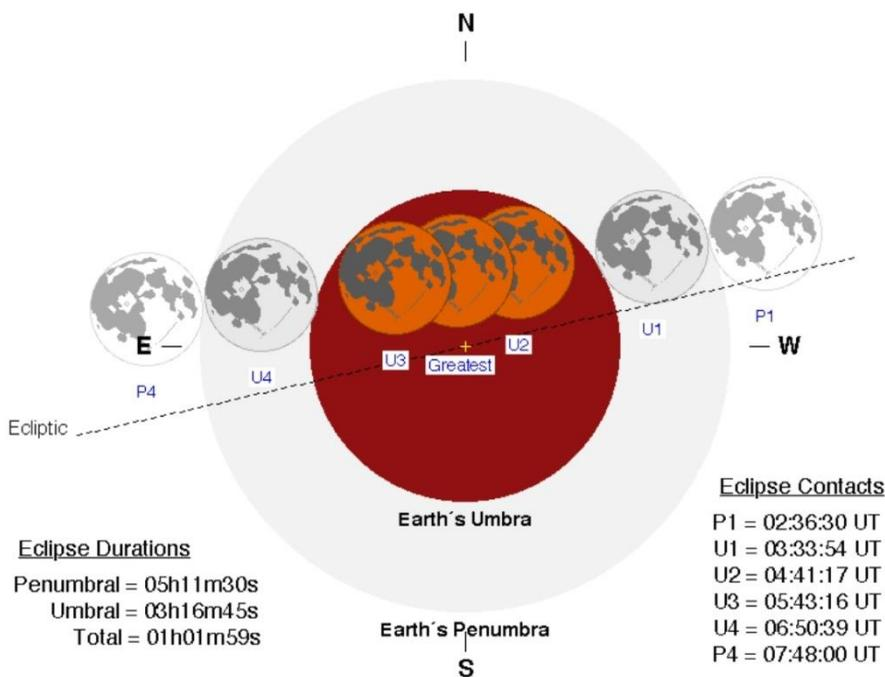 N
P1
U1
E
W
U2
U3
Greatest
U4
P4
Ecliptic
Earth´s Umbra
Eclipse Durations
Penumbral = 05h11m30s
Umbral = 03h16m45s
Total = 01h01m59s
Earth´s Penumbra
S
Eclipse Contacts
P1 = 02:36:30 UT
U1 = 03:33:54 UT
U2 = 04:41:17 UT
U3 = 05:43:16 UT
U4 = 06:50:39 UT
P4 = 07:48:00 UT